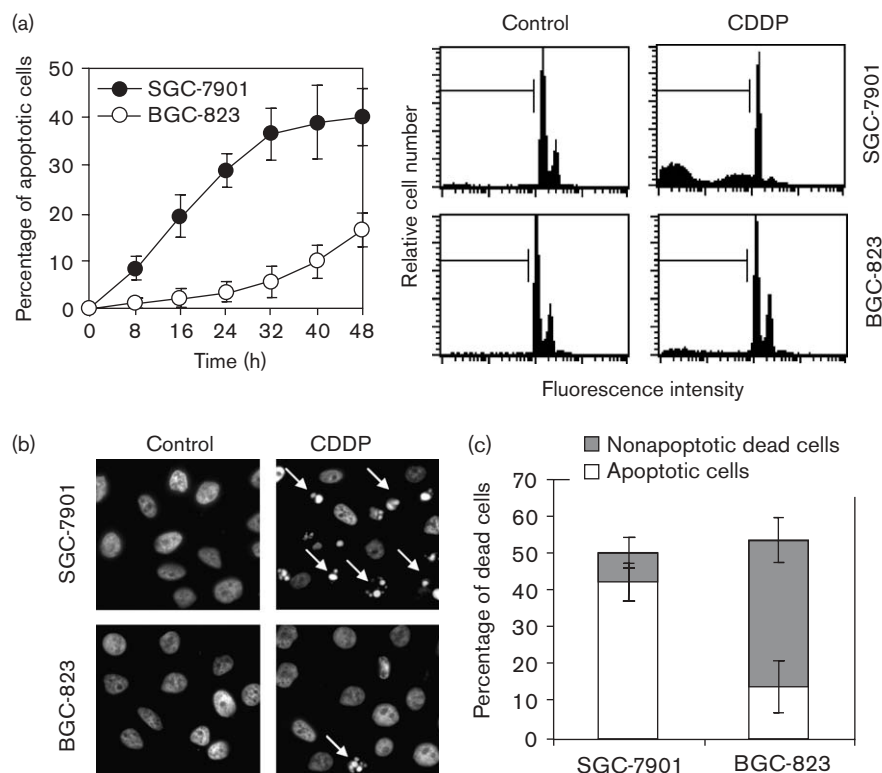 (a)
Percentage of apoptotic cells
50
40
30
20
10
0
SGC-7901
BGC-823
0 8 16 24 32 40 48
Time (h)
Control CDDP
Relative cell number
SGC-7901
BGC-823
Fluorescence intensity
(b)
Control CDDP
SGC-7901
BGC-823
(c)
Nonapoptotic dead cells
Apoptotic cells
Percentage of dead cells
70
60
50
40
30
20
10
0
SGC-7901 BGC-823